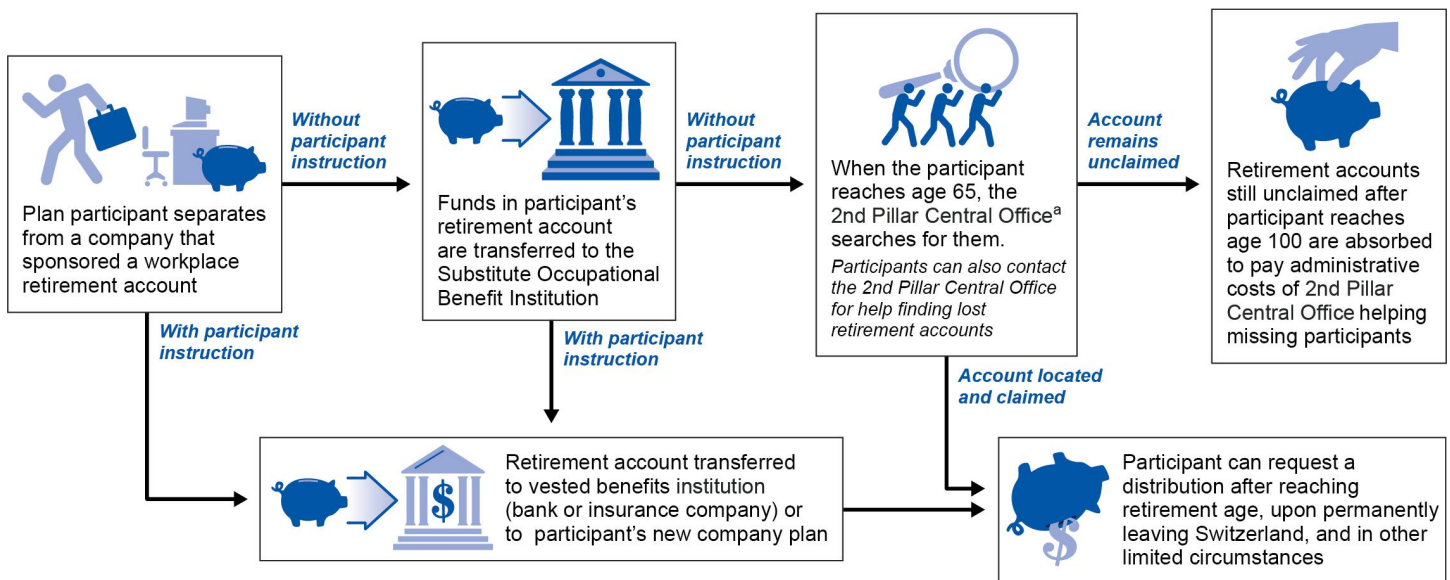 Plan participant separates
from a company that
sponsored a workplace
retirement account
Without
participant
instruction
With participant
instruction
Funds in participant's
retirement account
are transferred to the
Substitute Occupational
Benefit Institution
Without
participant
instruction
With participant
instruction
When the participant
reaches age 65, the
2nd Pillar Central Officeᵃ
searches for them.
Participants can also contact
the 2nd Pillar Central Office
for help finding lost
retirement accounts
Account
remains
unclaimed
Account located
and claimed
Retirement accounts
still unclaimed after
participant reaches
age 100 are absorbed
to pay administrative
costs of 2nd Pillar
Central Office helping
missing participants
$
Retirement account transferred
to vested benefits institution
(bank or insurance company) or
to participant's new company plan
$
Participant can request a
distribution after reaching
retirement age, upon permanently
leaving Switzerland, and in other
limited circumstances